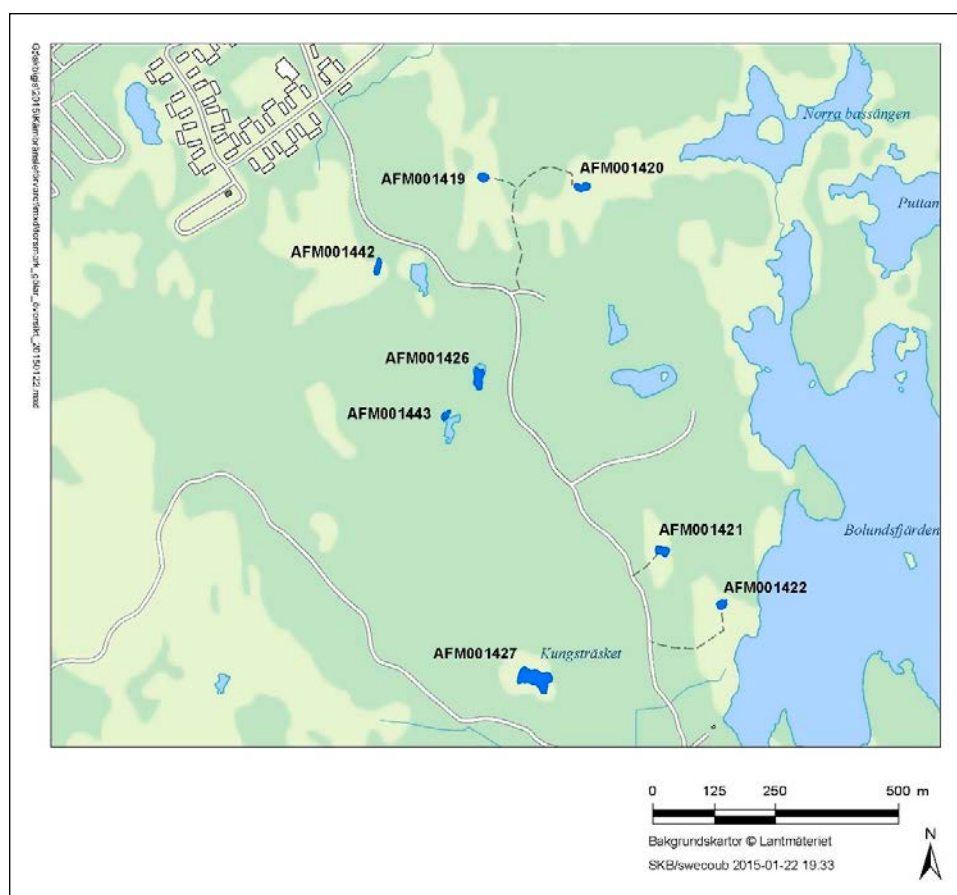 Norra bassängen
AFM001419
AFM001420
Puttan
AFM001442
AFM001426
AFM001443
Bolundsfjärden
AFM001421
AFM001422
AFM001427
Kungsträsket
0 125 250 500 m
Bakgrundskartor © Lantmäteriet
SKB/swecoub 2015-01-22 19.33
N